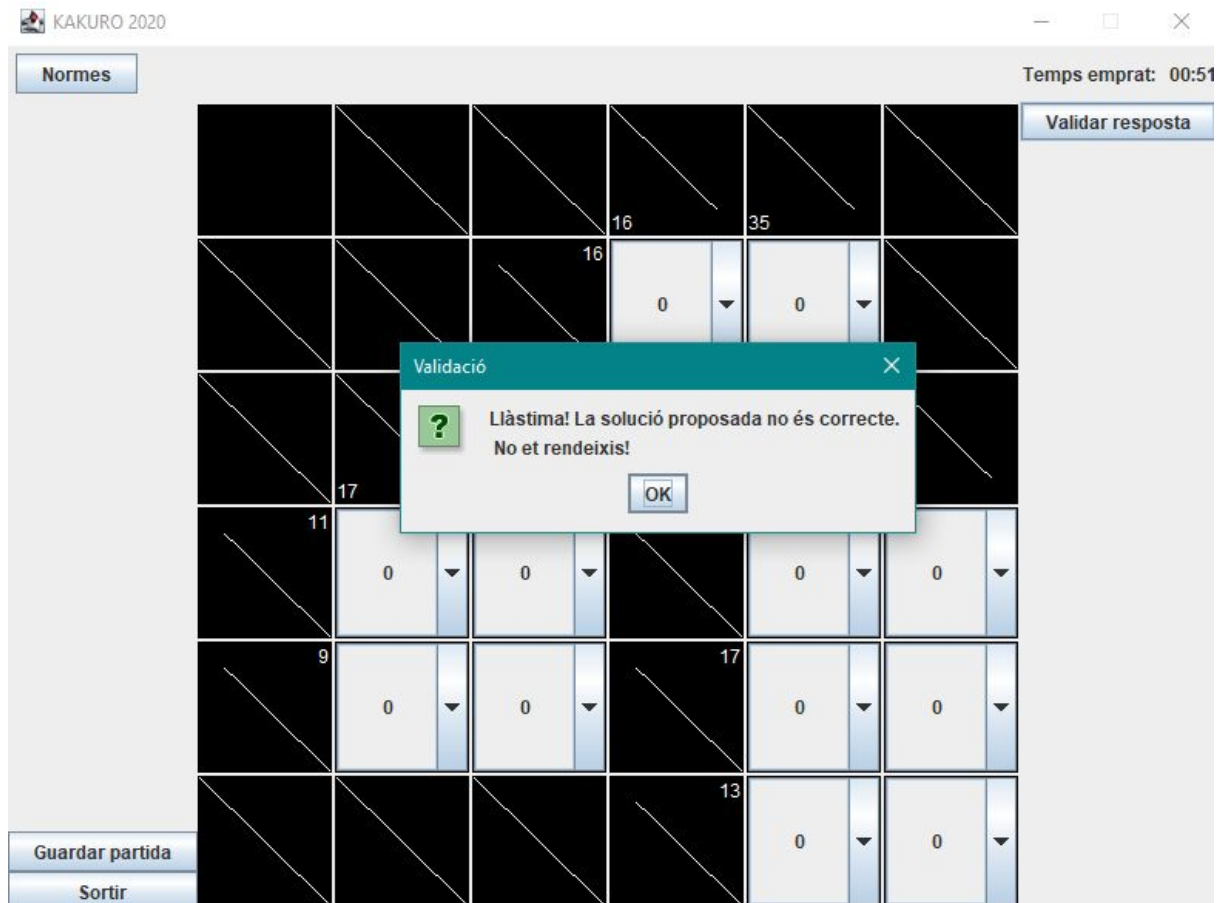 KAKURO 2020
Normes
Temps emprat: 00:51
Validar resposta
16 35
16 0 0
Validació
Llàstima! La solució proposada no és correcte.
No et rendeixis!
OK
17
11 0 0 0 0
9 0 0 17 0 0
13 0 0
Guardar partida
Sortir